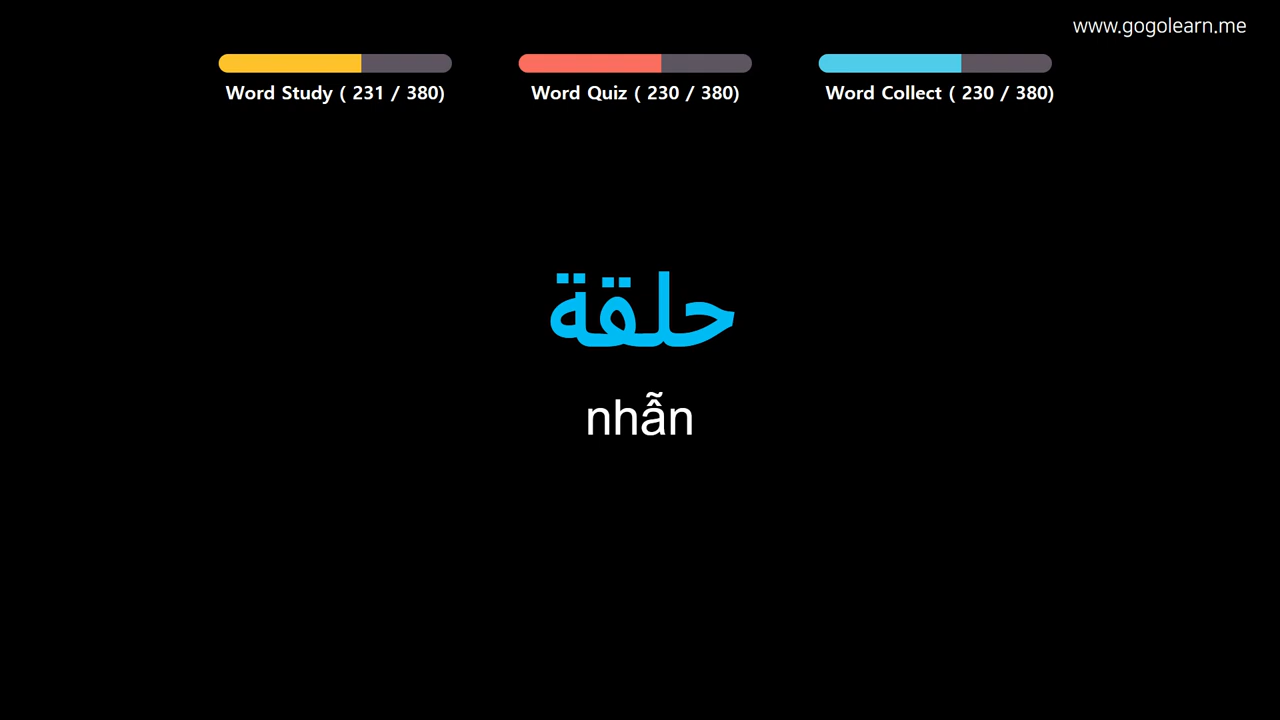 www.gogolearn.me
Word Study ( 231 / 380)
Word Quiz ( 230 / 380)
Word Collect ( 230 / 380)
حلقة
nhẫn